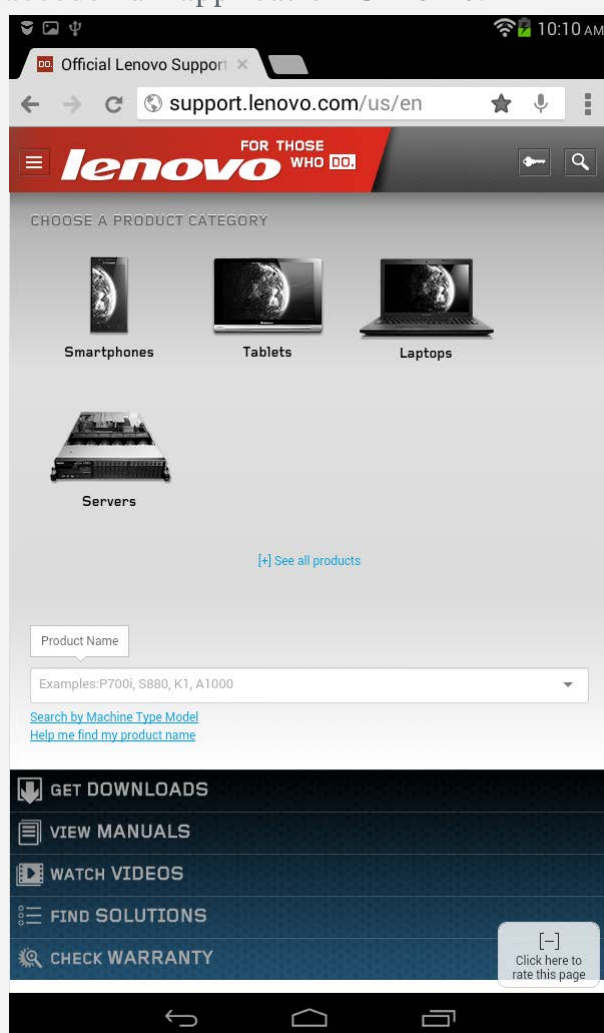 10:10 AM
Official Lenovo Support
support.lenovo.com/us/en
lenovo FOR THOSE
WHO DO.
CHOOSE A PRODUCT CATEGORY
Smartphones Tablets Laptops
Servers
[+] See all products
Product Name
Examples:P700i, S880, K1, A1000
Search by Machine Type Model
Help me find my product name
GET DOWNLOADS
VIEW MANUALS
WATCH VIDEOS
FIND SOLUTIONS
CHECK WARRANTY
[–]
Click here to
rate this page